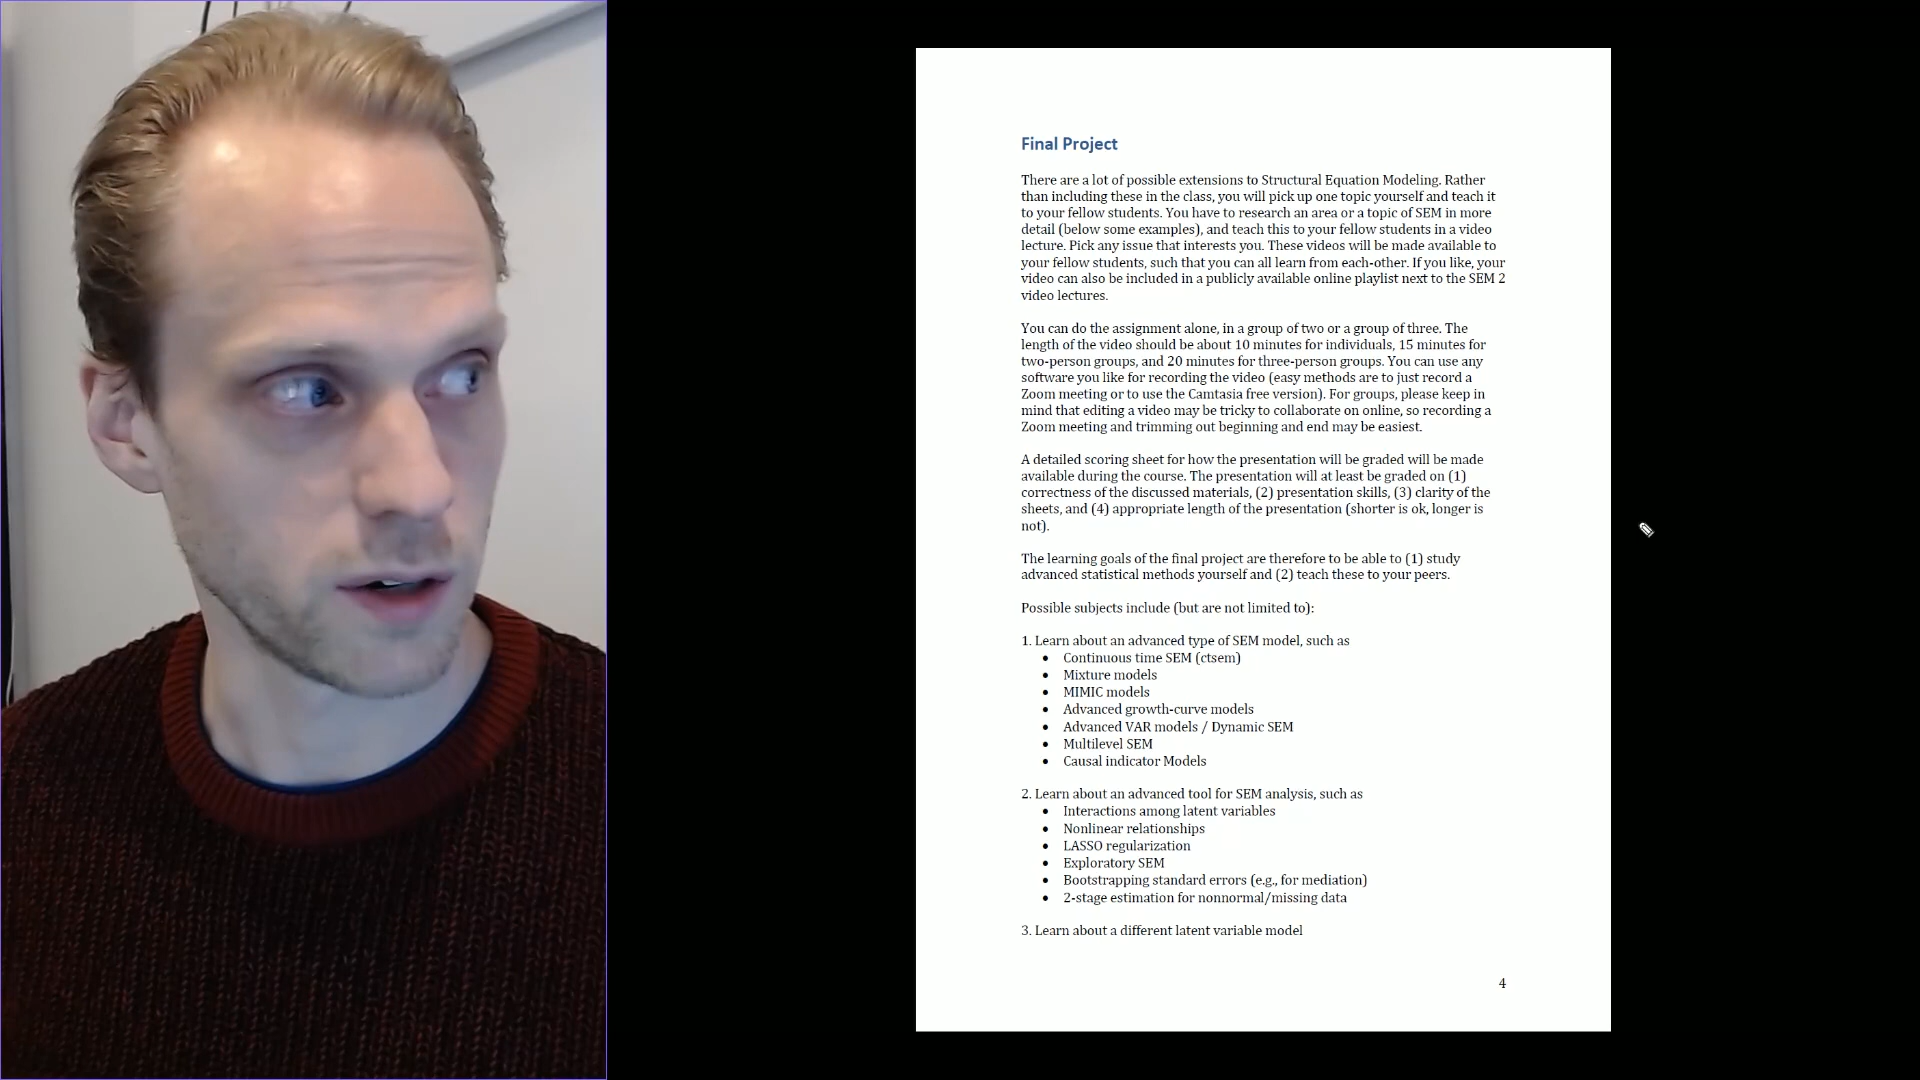 Final Project
There are a lot of possible extensions to Structural Equation Modeling. Rather
than including these in the class, you will pick up one topic yourself and teach it
to your fellow students. You have to research an area or a topic of SEM in more
detail (below some examples), and teach this to your fellow students in a video
lecture. Pick any issue that interests you. These videos will be made available to
your fellow students, such that you can all learn from each-other. If you like, your
video can also be included in a publicly available online playlist next to the SEM 2
video lectures.
You can do the assignment alone, in a group of two or a group of three. The
length of the video should be about 10 minutes for individuals, 15 minutes for
two-person groups, and 20 minutes for three-person groups. You can use any
software you like for recording the video (easy methods are to just record a
Zoom meeting or to use the Camtasia free version). For groups, please keep in
mind that editing a video may be tricky to collaborate on online, so recording a
Zoom meeting and trimming out beginning and end may be easiest.
A detailed scoring sheet for how the presentation will be graded will be made
available during the course. The presentation will at least be graded on (1)
correctness of the discussed materials, (2) presentation skills, (3) clarity of the
sheets, and (4) appropriate length of the presentation (shorter is ok, longer is
not).
The learning goals of the final project are therefore to be able to (1) study
advanced statistical methods yourself and (2) teach these to your peers.
Possible subjects include (but are not limited to):
1. Learn about an advanced type of SEM model, such as
• Continuous time SEM (ctsem)
• Mixture models
• MIMIC models
• Advanced growth-curve models
• Advanced VAR models / Dynamic SEM
• Multilevel SEM
• Causal indicator Models
2. Learn about an advanced tool for SEM analysis, such as
• Interactions among latent variables
• Nonlinear relationships
• LASSO regularization
• Exploratory SEM
• Bootstrapping standard errors (e.g., for mediation)
• 2-stage estimation for nonnormal/missing data
3. Learn about a different latent variable model
4